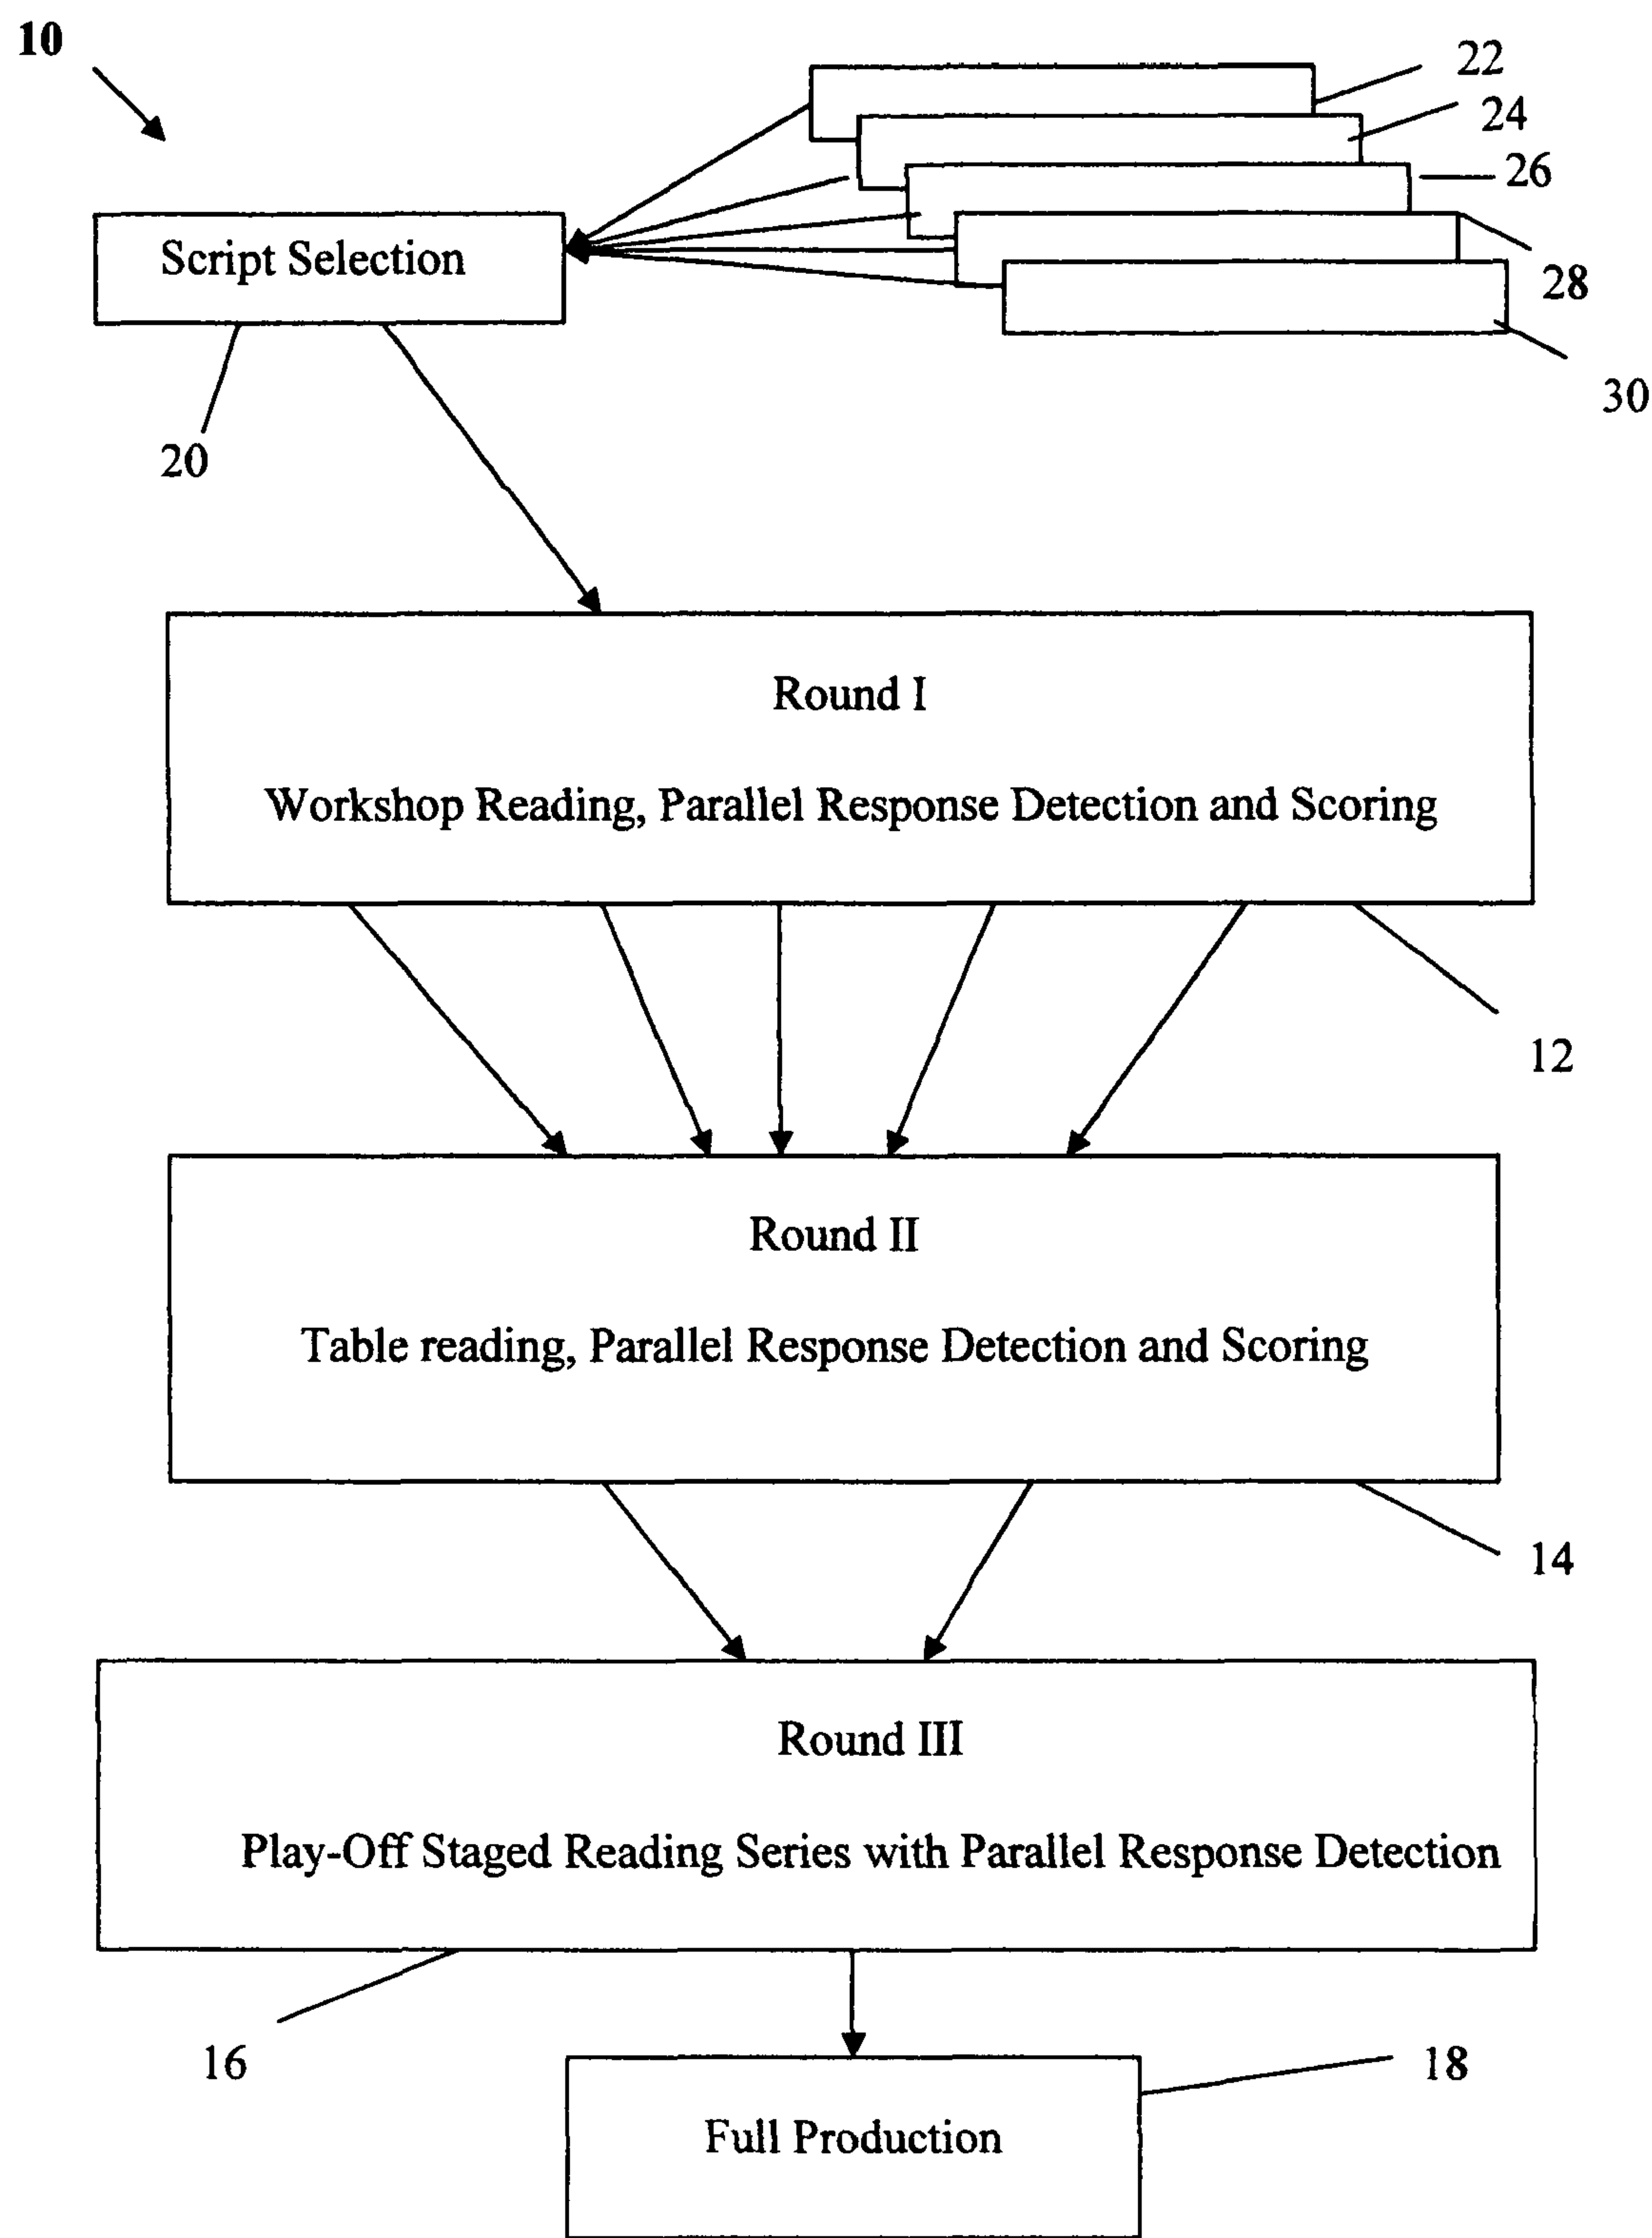 10
22
24
26
Script Selection
28
30
20
Round I
Workshop Reading, Parallel Response Detection and Scoring
12
Round II
Table reading, Parallel Response Detection and Scoring
14
Round III
Play-Off Staged Reading Series with Parallel Response Detection
16
18
Full Production